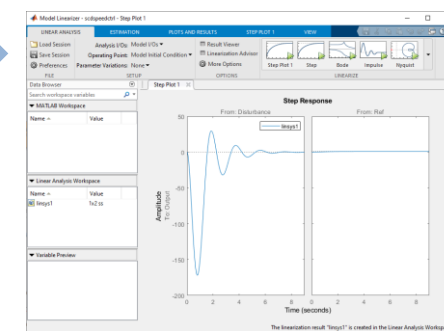 Model Linearizer - scdspeedctrl - Step Plot 1
LINEAR ANALYSIS ESTIMATION PLOTS AND RESULTS STEP PLOT 1 VIEW
Load Session
Save Session
Preferences
FILE
Analysis I/Os: Model I/Os
Operating Point: Model Initial Condition
Parameter Variations: None
SETUP
Result Viewer
Linearization Advisor
More Options
OPTIONS
Step Plot 1 Step Bode Impulse Nyquist
LINEARIZE
Data Browser
Search workspace variables
MATLAB Workspace
Name Value
Linear Analysis Workspace
Name Value
linsys1 1x2 ss
Variable Preview
Step Plot 1
Step Response
From: Disturbance From: Ref
linsys1
Amplitude
To: Output
50
0
-50
-100
-150
-200
0 2 4 6 8 0 2 4 6 8
Time (seconds)
The linearization result "linsys1" is created in the Linear Analysis Worksp